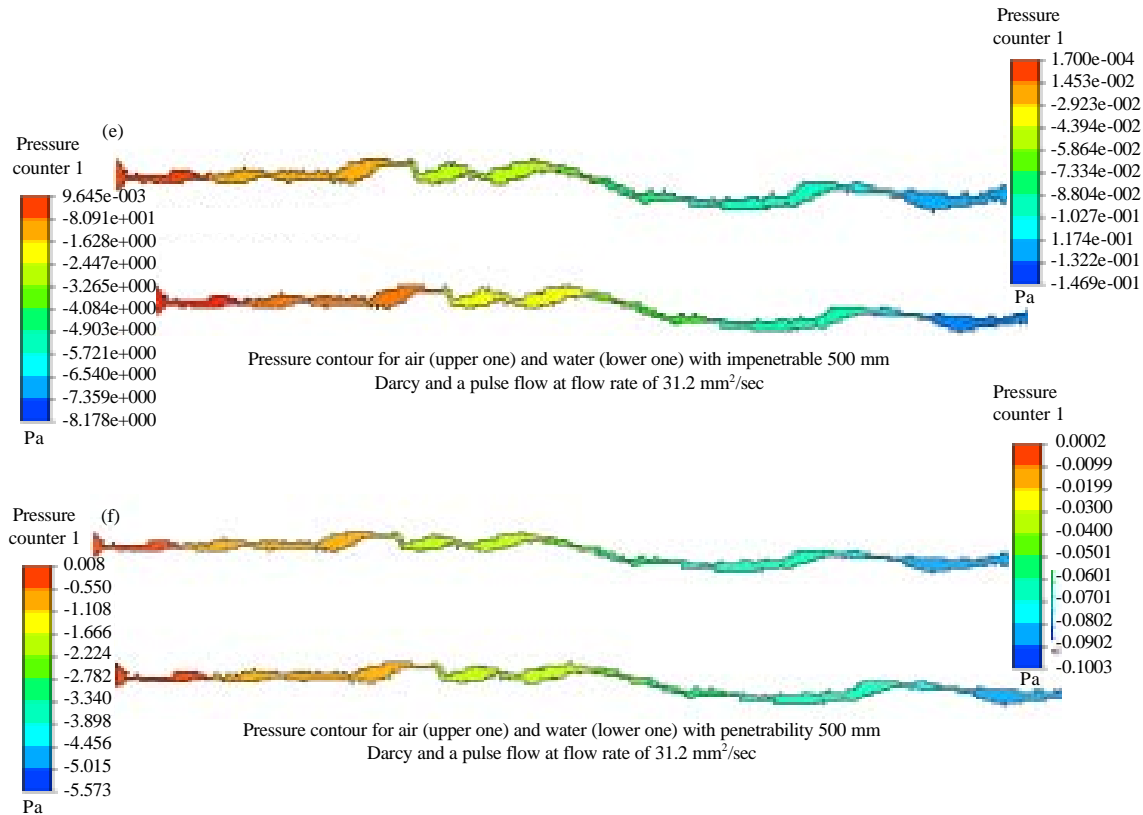 Pressure
counter 1
1.700e-004
1.453e-002
-2.923e-002
-4.394e-002
-5.864e-002
-7.334e-002
-8.804e-002
-1.027e-001
1.174e-001
-1.322e-001
-1.469e-001
Pa
(e)
Pressure
counter 1
9.645e-003
-8.091e+001
-1.628e+000
-2.447e+000
-3.265e+000
-4.084e+000
-4.903e+000
-5.721e+000
-6.540e+000
-7.359e+000
-8.178e+000
Pa
Pressure contour for air (upper one) and water (lower one) with impenetrable 500 mm
Darcy and a pulse flow at flow rate of 31.2 mm²/sec
Pressure
counter 1
0.0002
-0.0099
-0.0199
-0.0300
-0.0400
-0.0501
-0.0601
-0.0701
-0.0802
-0.0902
-0.1003
Pa
(f)
Pressure
counter 1
0.008
-0.550
-1.108
-1.666
-2.224
-2.782
-3.340
-3.898
-4.456
-5.015
-5.573
Pa
Pressure contour for air (upper one) and water (lower one) with penetrability 500 mm
Darcy and a pulse flow at flow rate of 31.2 mm²/sec